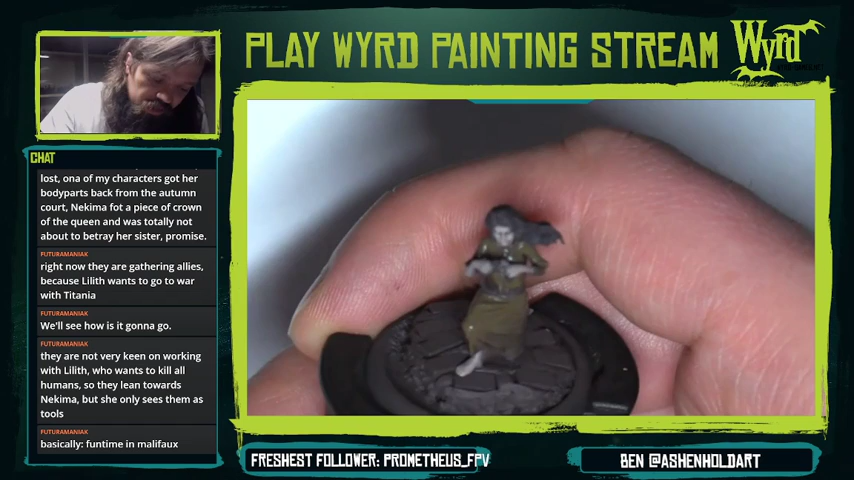 PLAY WYRD PAINTING STREAM
Wyrd
CHAT
lost, ona of my characters got her
bodyparts back from the autumn
court, Nekima fot a piece of crown
of the queen and was totally not
about to betray her sister, promise.
FUTURAMANIAK
right now they are gathering allies,
because Lilith wants to go to war
with Titania
FUTURAMANIAK
We'll see how is it gonna go.
FUTURAMANIAK
they are not very keen on working
with Lilith, who wants to kill all
humans, so they lean towards
Nekima, but she only sees them as
tools
FUTURAMANIAK
basically: funtime in malifaux
FRESHEST FOLLOWER: PROMETHEUS_FPV
BEN @ASHENHOLDART